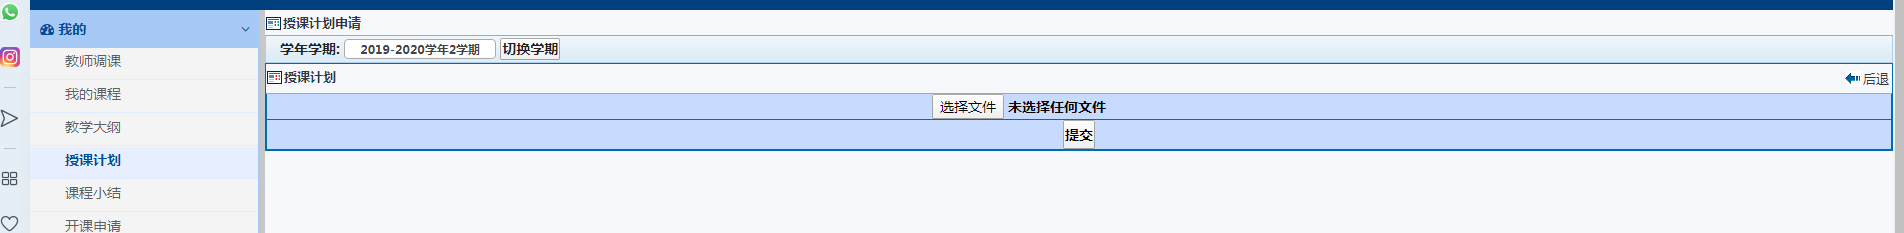 我的
教师调课
我的课程
教学大纲
授课计划
课程小结
开课申请
授课计划申请
学年学期: 2019-2020学年2学期 切换学期
授课计划 后退
选择文件 未选择任何文件
提交